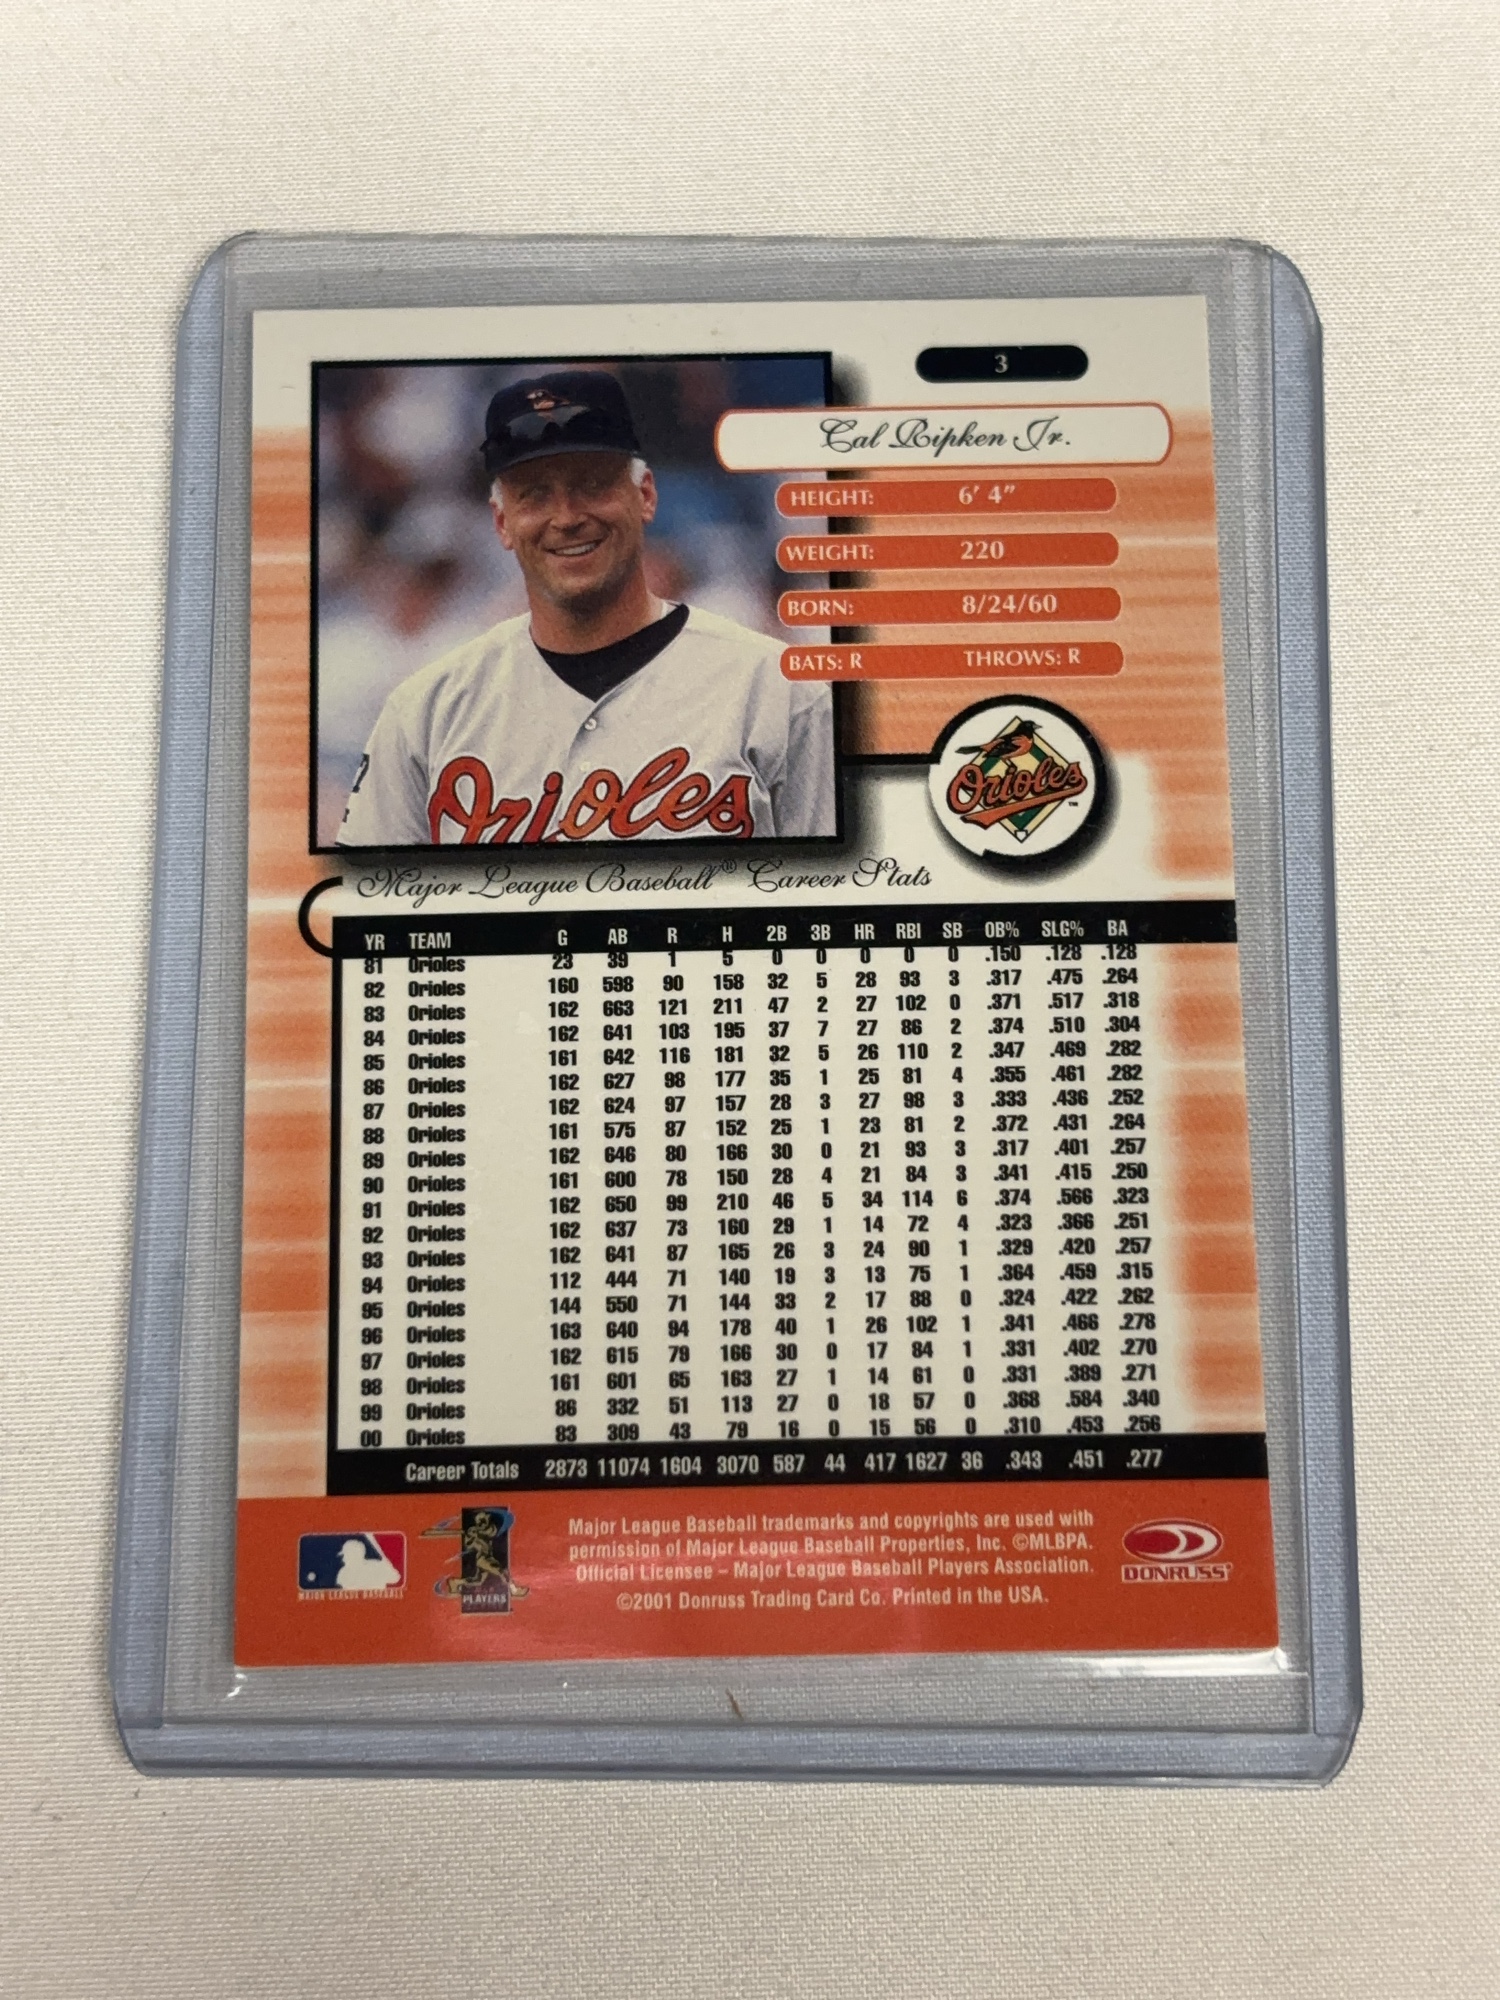 3
Cal Ripken Jr.
HEIGHT: 6' 4"
WEIGHT: 220
BORN: 8/24/60
BATS: R THROWS: R
Orioles
Orioles™
Major League Baseball® Career Stats
YR TEAM G AB R H 2B 3B HR RBI SB OB% SLG% BA
81 Orioles 23 39 1 5 0 0 0 0 0 .150 .128 .128
82 Orioles 160 598 90 158 32 5 28 93 3 .317 .475 .264
83 Orioles 162 663 121 211 47 2 27 102 0 .371 .517 .318
84 Orioles 162 641 103 195 37 7 27 86 2 .374 .510 .304
85 Orioles 161 642 116 181 32 5 26 110 2 .347 .469 .282
86 Orioles 162 627 98 177 35 1 25 81 4 .355 .461 .282
87 Orioles 162 624 97 157 28 3 27 98 3 .333 .436 .252
88 Orioles 161 575 87 152 25 1 23 81 2 .372 .431 .264
89 Orioles 162 646 80 166 30 0 21 93 3 .317 .401 .257
90 Orioles 161 600 78 150 28 4 21 84 3 .341 .415 .250
91 Orioles 162 650 99 210 46 5 34 114 6 .374 .566 .323
92 Orioles 162 637 73 160 29 1 14 72 4 .323 .366 .251
93 Orioles 162 641 87 165 26 3 24 90 1 .329 .420 .257
94 Orioles 112 444 71 140 19 3 13 75 1 .364 .459 .315
95 Orioles 144 550 71 144 33 2 17 88 0 .324 .422 .262
96 Orioles 163 640 94 178 40 1 26 102 1 .341 .466 .278
97 Orioles 162 615 79 166 30 0 17 84 1 .331 .402 .270
98 Orioles 161 601 65 163 27 1 14 61 0 .331 .389 .271
99 Orioles 86 332 51 113 27 0 18 57 0 .368 .584 .340
00 Orioles 83 309 43 79 16 0 15 56 0 .310 .453 .256
Career Totals 2873 11074 1604 3070 587 44 417 1627 36 .343 .451 .277
MAJOR LEAGUE BASEBALL
PLAYERS
Major League Baseball trademarks and copyrights are used with
permission of Major League Baseball Properties, Inc. ©MLBPA.
Official Licensee – Major League Baseball Players Association.
©2001 Donruss Trading Card Co. Printed in the USA.
DONRUSS